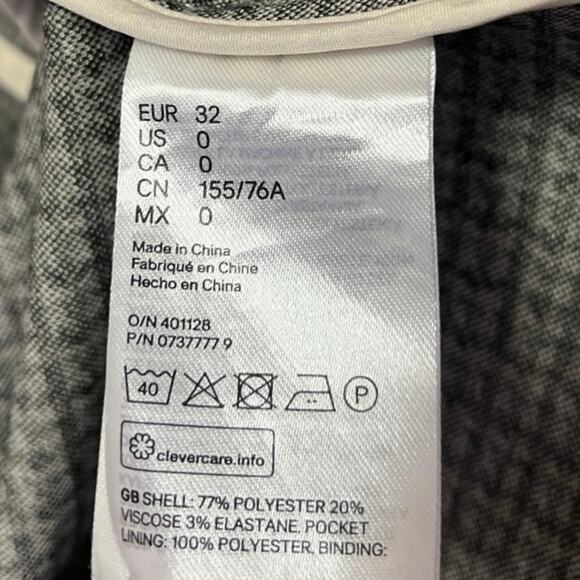 EUR 32
US 0
CA 0
CN 155/76A
MX 0
Made in China
Fabriqué en Chine
Hecho en China
O/N 401128
P/N 0737777 9
40
P
clevercare.info
GB SHELL: 77% POLYESTER 20%
VISCOSE 3% ELASTANE. POCKET
LINING: 100% POLYESTER. BINDING: